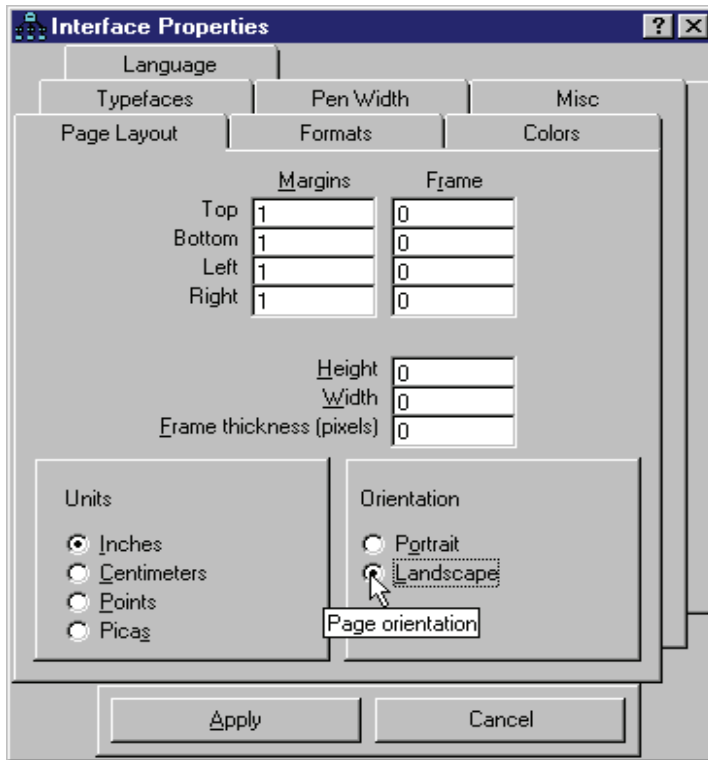 Interface Properties ? X
Language
Typefaces Pen Width Misc
Page Layout Formats Colors
Margins Frame
Top 1 0
Bottom 1 0
Left 1 0
Right 1 0
Height 0
Width 0
Frame thickness (pixels) 0
Units
Inches
Centimeters
Points
Picas
Orientation
Portrait
Landscape
Page orientation
Apply Cancel